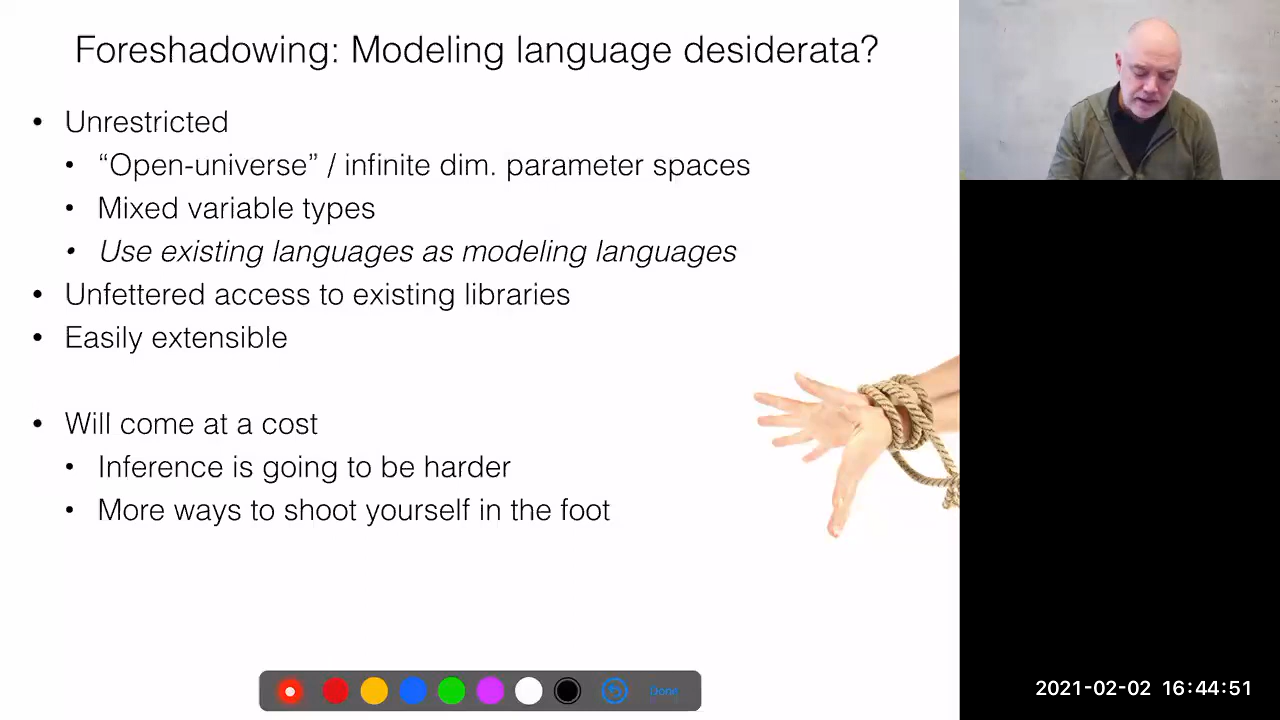 Foreshadowing: Modeling language desiderata?
• Unrestricted
• “Open-universe” / infinite dim. parameter spaces
• Mixed variable types
• Use existing languages as modeling languages
• Unfettered access to existing libraries
• Easily extensible
• Will come at a cost
• Inference is going to be harder
• More ways to shoot yourself in the foot
Done
2021-02-02 16:44:51